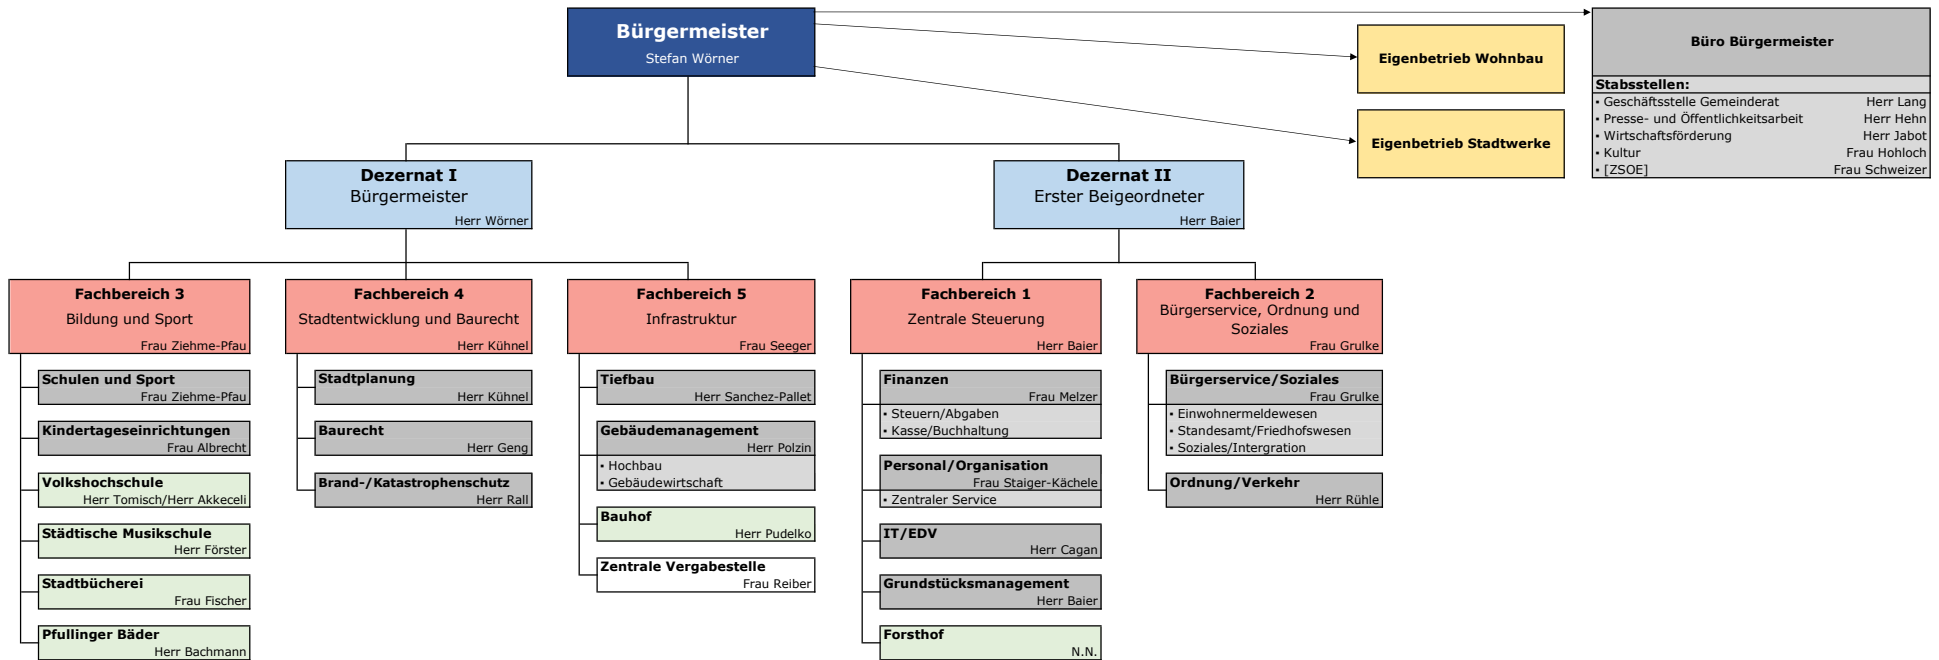 Bürgermeister
Stefan Wörner
Eigenbetrieb Wohnbau
Eigenbetrieb Stadtwerke
Büro Bürgermeister
Stabsstellen:
• Geschäftsstelle Gemeinderat Herr Lang
• Presse- und Öffentlichkeitsarbeit Herr Hehn
• Wirtschaftsförderung Herr Jabot
• Kultur Frau Hohloch
• [ZSOE] Frau Schweizer
Dezernat I
Bürgermeister
Herr Wörner
Dezernat II
Erster Beigeordneter
Herr Baier
Fachbereich 3
Bildung und Sport
Frau Ziehme-Pfau
Schulen und Sport
Frau Ziehme-Pfau
Kindertageseinrichtungen
Frau Albrecht
Volkshochschule
Herr Tomisch/Herr Akkeceli
Städtische Musikschule
Herr Förster
Stadtbücherei
Frau Fischer
Pfullinger Bäder
Herr Bachmann
Fachbereich 4
Stadtentwicklung und Baurecht
Herr Kühnel
Stadtplanung
Herr Kühnel
Baurecht
Herr Geng
Brand-/Katastrophenschutz
Herr Rall
Fachbereich 5
Infrastruktur
Frau Seeger
Tiefbau
Herr Sanchez-Pallet
Gebäudemanagement
Herr Polzin
• Hochbau
• Gebäudewirtschaft
Bauhof
Herr Pudelko
Zentrale Vergabestelle
Frau Reiber
Fachbereich 1
Zentrale Steuerung
Herr Baier
Finanzen
Frau Melzer
• Steuern/Abgaben
• Kasse/Buchhaltung
Personal/Organisation
Frau Staiger-Kächele
• Zentraler Service
IT/EDV
Herr Cagan
Grundstücksmanagement
Herr Baier
Forsthof
N.N.
Fachbereich 2
Bürgerservice, Ordnung und
Soziales
Frau Grulke
Bürgerservice/Soziales
Frau Grulke
• Einwohnermeldewesen
• Standesamt/Friedhofswesen
• Soziales/Intergration
Ordnung/Verkehr
Herr Rühle